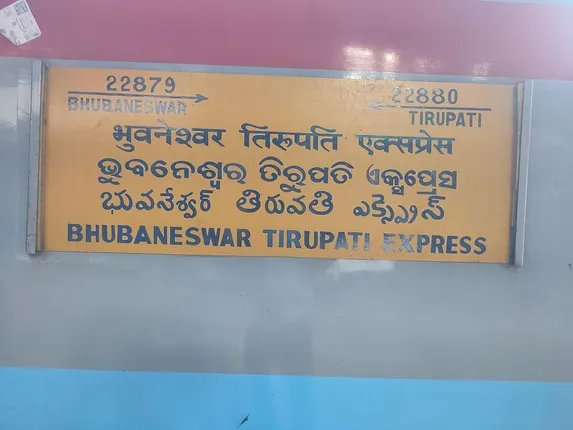 22879 22880
BHUBANESWAR TIRUPATI
भुवनेश्वर तिरुपति एक्सप्रेस
ଭୁବନେଶ୍ୱର ତିରୁପତି ଏକ୍ସପ୍ରେସ
భువనేశ్వర్ తిరుపతి ఎక్స్ప్రెస్
BHUBANESWAR TIRUPATI EXPRESS